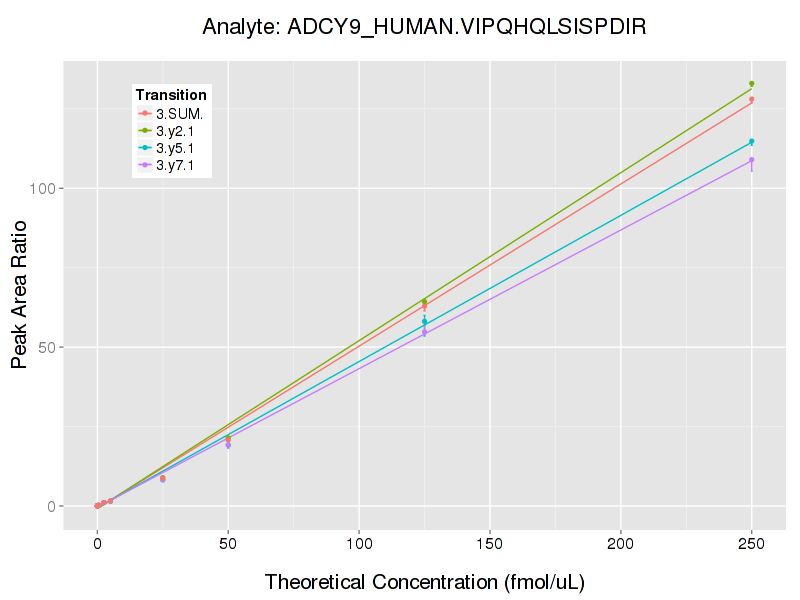 Analyte: ADCY9_HUMAN.VIPQHQLSISPDIR
Transition
3.SUM.
3.y2.1
3.y5.1
3.y7.1
100
50
0
Peak Area Ratio
0 50 100 150 200 250
Theoretical Concentration (fmol/uL)